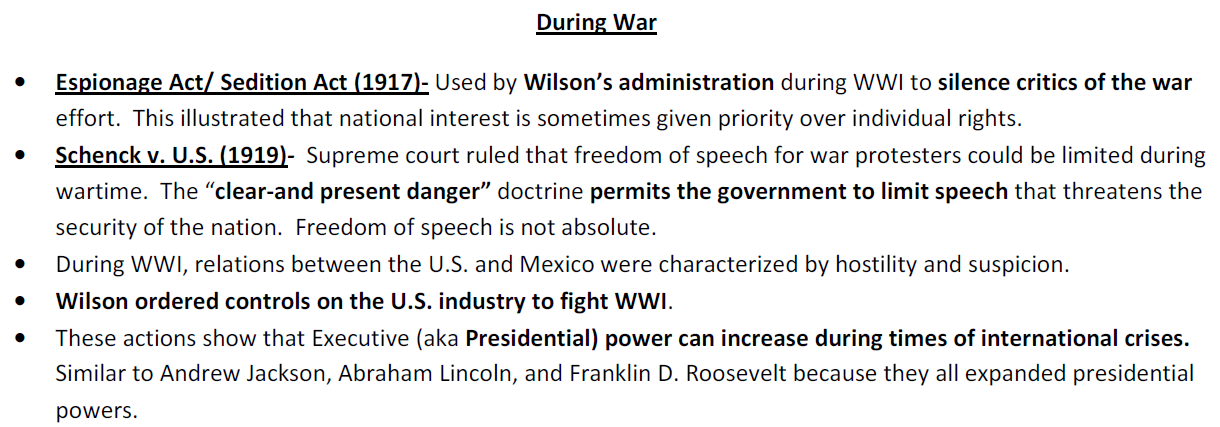 During War
• Espionage Act/ Sedition Act (1917)- Used by Wilson’s administration during WWI to silence critics of the war
effort.  This illustrated that national interest is sometimes given priority over individual rights.
• Schenck v. U.S. (1919)-  Supreme court ruled that freedom of speech for war protesters could be limited during
wartime.  The “clear-and present danger” doctrine permits the government to limit speech that threatens the
security of the nation.  Freedom of speech is not absolute.
• During WWI, relations between the U.S. and Mexico were characterized by hostility and suspicion.
• Wilson ordered controls on the U.S. industry to fight WWI.
• These actions show that Executive (aka Presidential) power can increase during times of international crises.
Similar to Andrew Jackson, Abraham Lincoln, and Franklin D. Roosevelt because they all expanded presidential
powers.